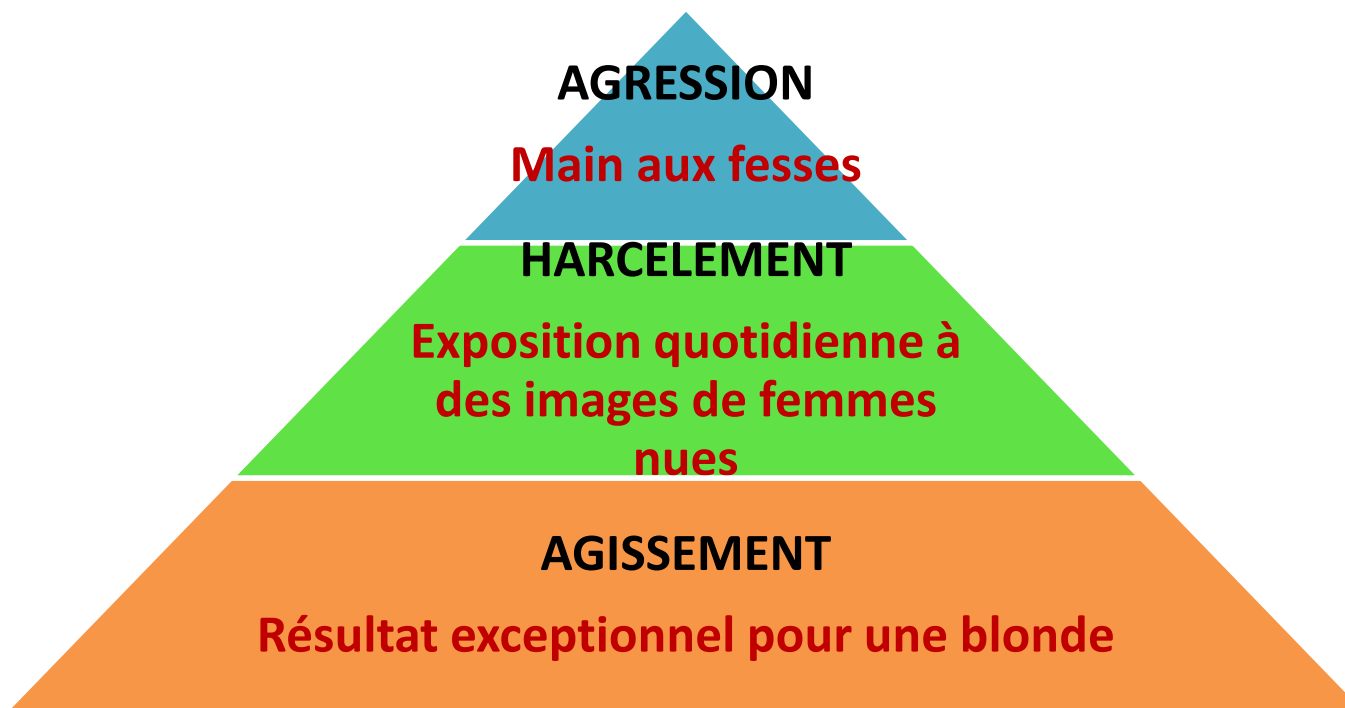 AGRESSION
Main aux fesses
HARCELEMENT
Exposition quotidienne à
des images de femmes
nues
AGISSEMENT
Résultat exceptionnel pour une blonde